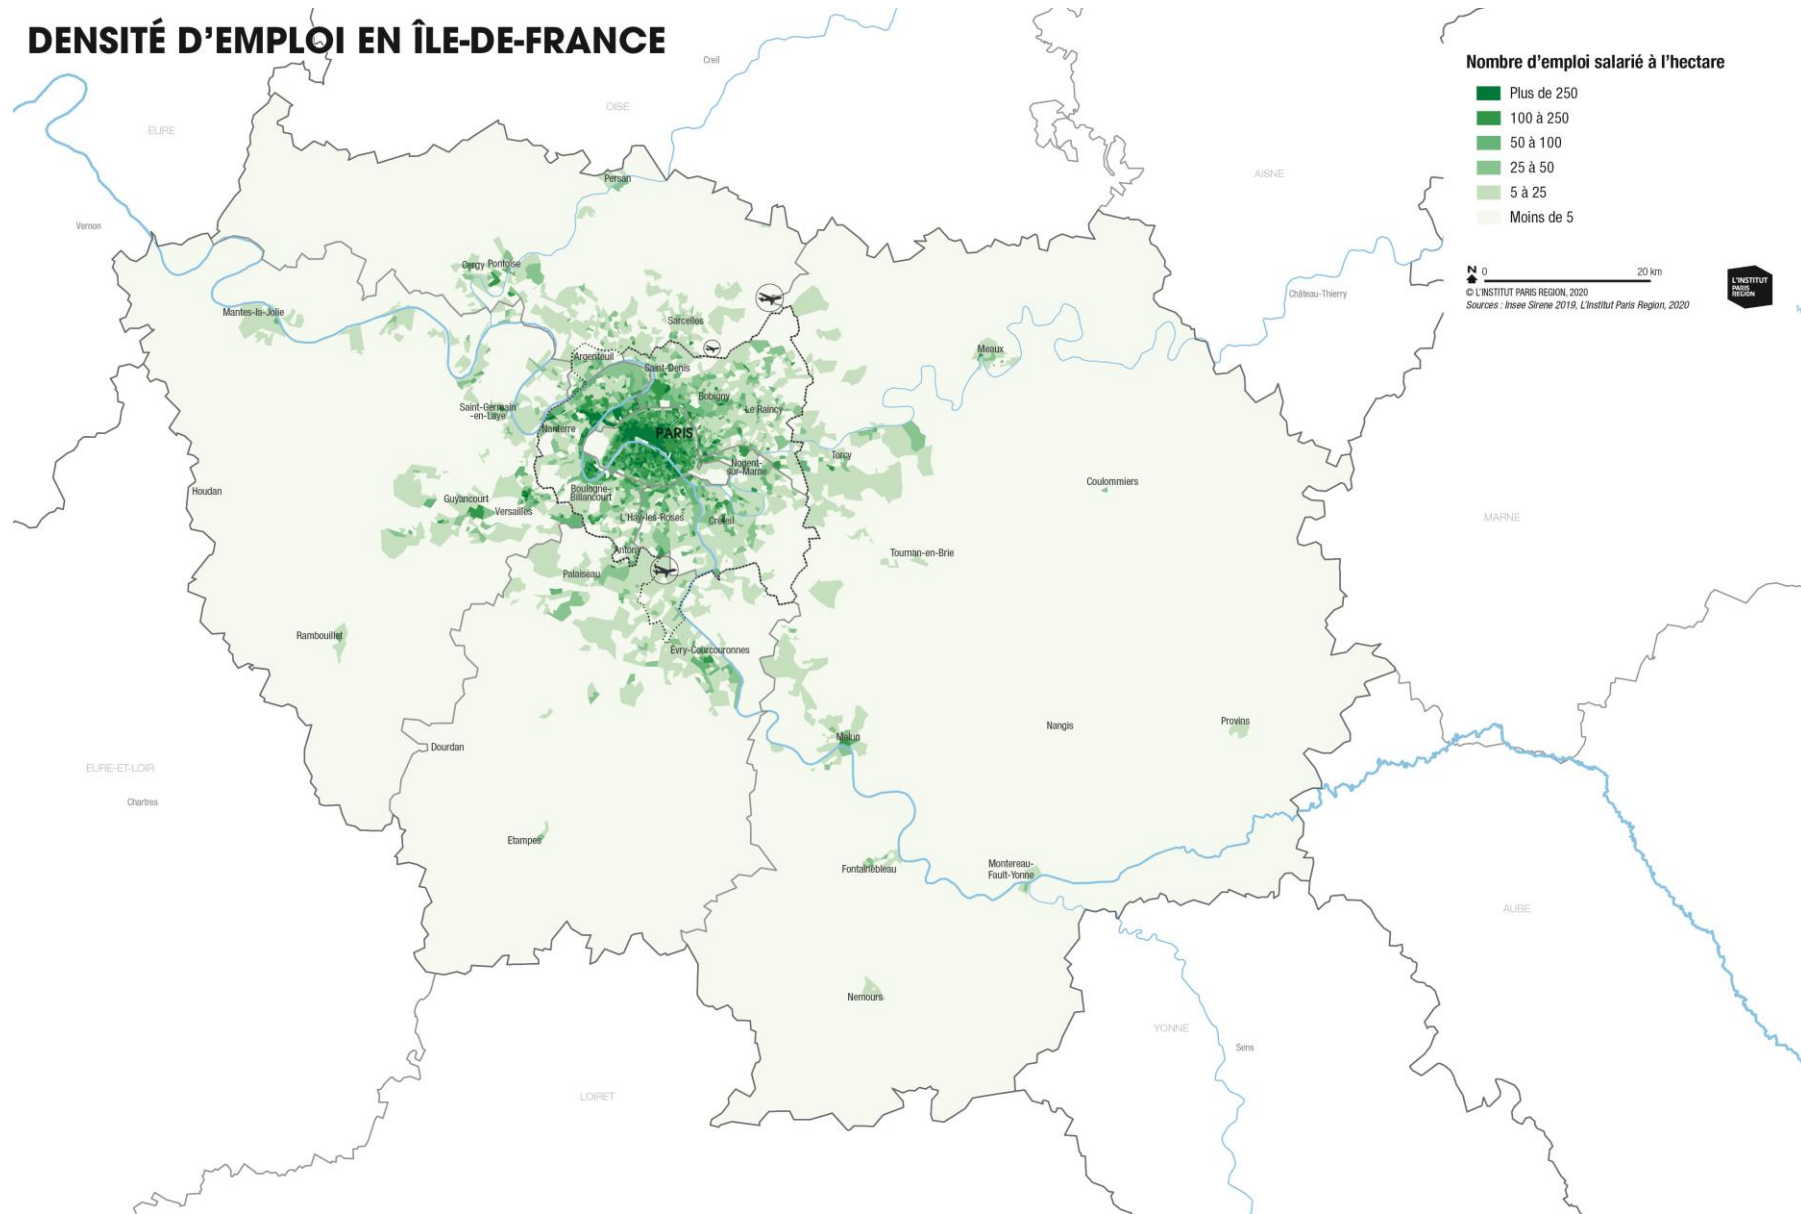 DENSITÉ D'EMPLOI EN ÎLE-DE-FRANCE
Nombre d'emploi salarié à l'hectare
Plus de 250
100 à 250
50 à 100
25 à 50
5 à 25
Moins de 5
N 0 20 km
© L'INSTITUT PARIS REGION, 2020
Sources : Insee Sirene 2019, L'Institut Paris Region, 2020
L'INSTITUT
PARIS
REGION
Creil
OISE
EURE
AISNE
Persan
Vernon
Cergy Pontoise
Château-Thierry
Mantes-la-Jolie
Sarcelles
Meaux
Argenteuil
Saint-Denis
Bobigny
Saint-Germain
-en-Laye
Le Raincy
Nanterre
PARIS
Torcy
Nogent-
sur-Marne
Coulommiers
Houdan
Guyancourt
Boulogne-
Billancourt
Versailles
L'Hay-les-Roses
Créteil
MARNE
Antony
Tournan-en-Brie
Palaiseau
Rambouillet
Évry-Courcouronnes
Provins
Nangis
Melun
Dourdan
EURE-ET-LOIR
Chartres
Etampes
Fontainebleau
Montereau-
Fault-Yonne
AUBE
Nemours
YONNE
Sens
LOIRET